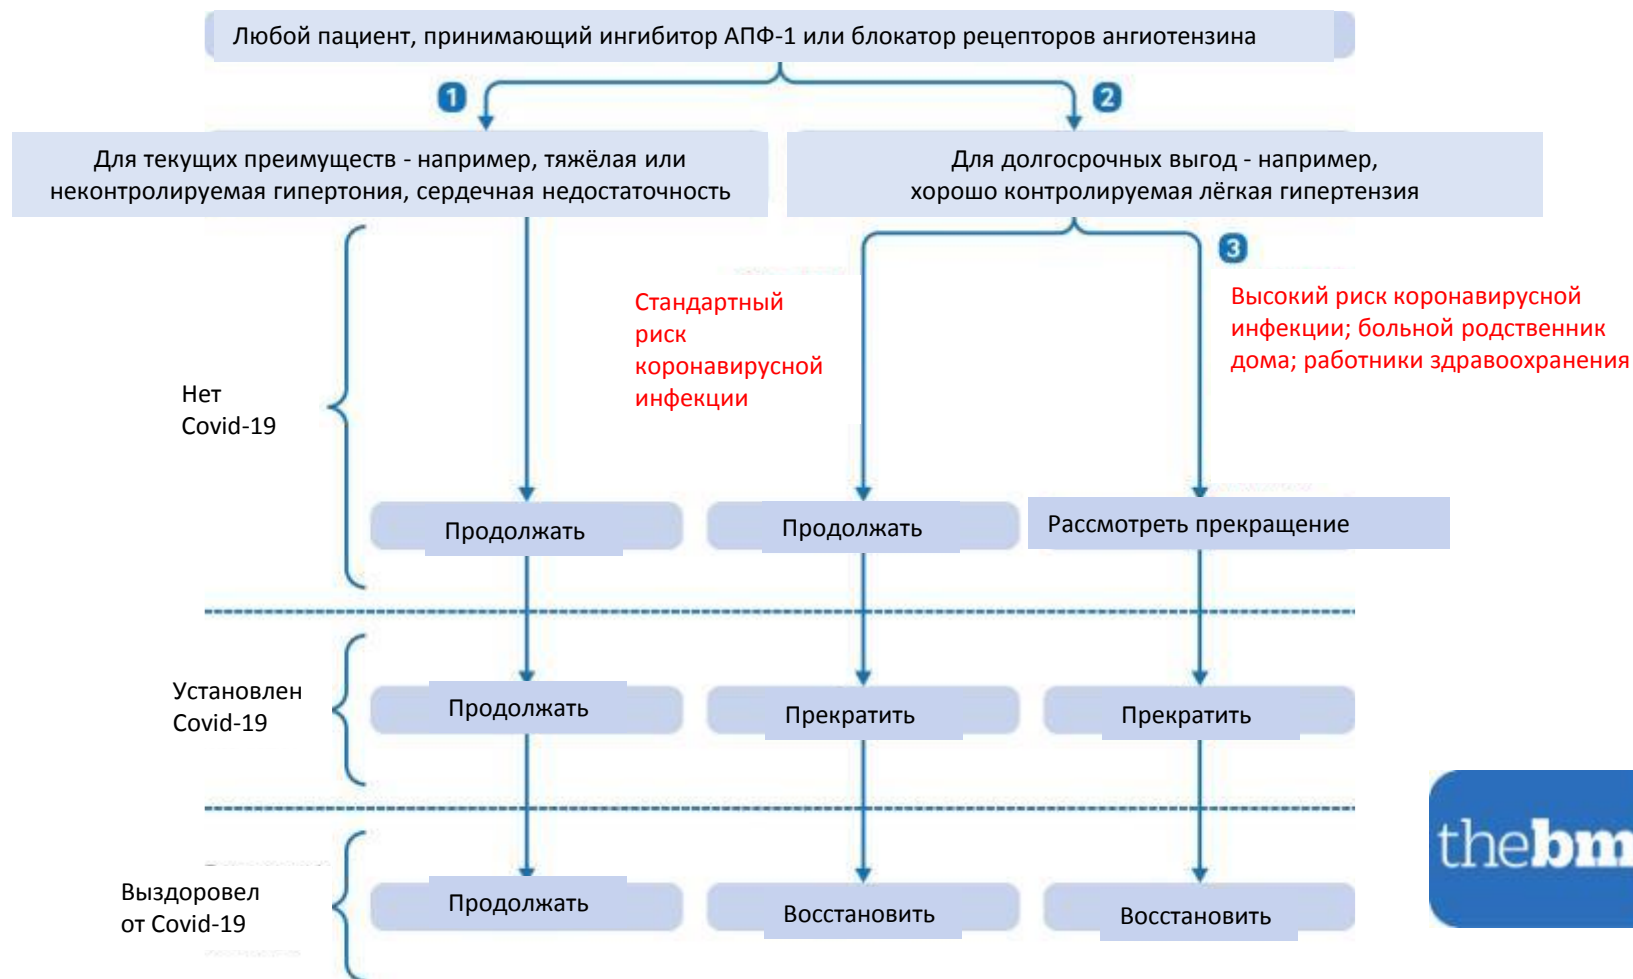 Любой пациент, принимающий ингибитор АПФ-1 или блокатор рецепторов ангиотензина
1
2
Для текущих преимуществ - например, тяжёлая или
неконтролируемая гипертония, сердечная недостаточность
Для долгосрочных выгод - например,
хорошо контролируемая лёгкая гипертензия
3
Стандартный
риск
коронавирусной
инфекции
Высокий риск коронавирусной
инфекции; больной родственник
дома; работники здравоохранения
Нет
Covid-19
Продолжать
Продолжать
Рассмотреть прекращение
Установлен
Covid-19
Продолжать
Прекратить
Прекратить
Выздоровел
от Covid-19
Продолжать
Восстановить
Восстановить
thebm